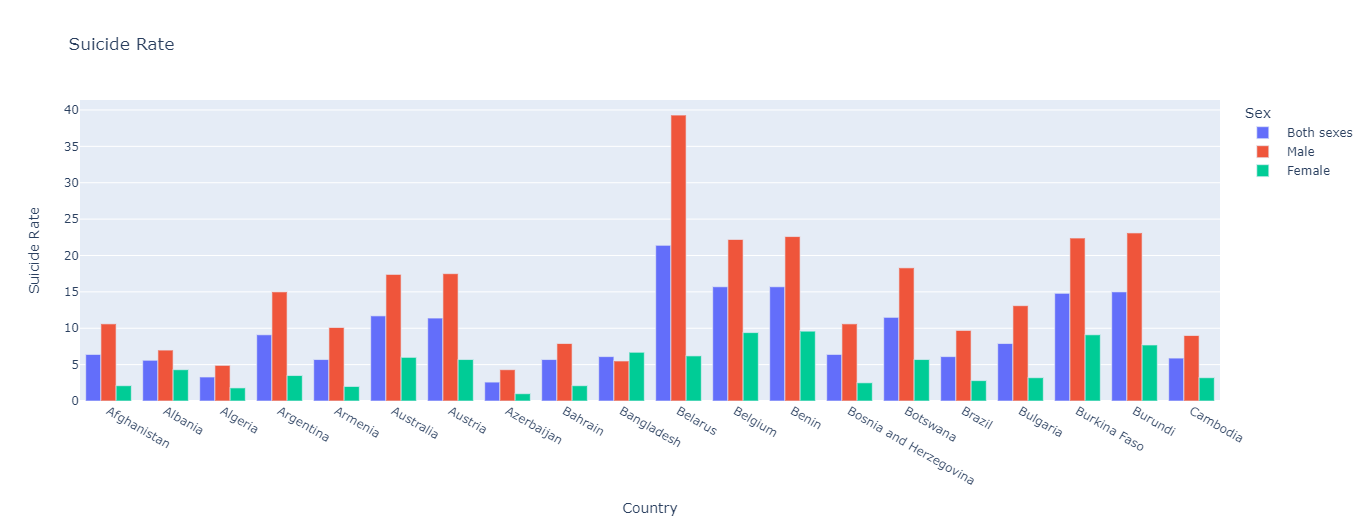 Suicide Rate
Sex
Both sexes
Male
Female
Suicide Rate
40
35
30
25
20
15
10
5
0
Afghanistan
Albania
Algeria
Argentina
Armenia
Australia
Austria
Azerbaijan
Bahrain
Bangladesh
Belarus
Belgium
Benin
Bosnia and Herzegovina
Botswana
Brazil
Bulgaria
Burkina Faso
Burundi
Cambodia
Country